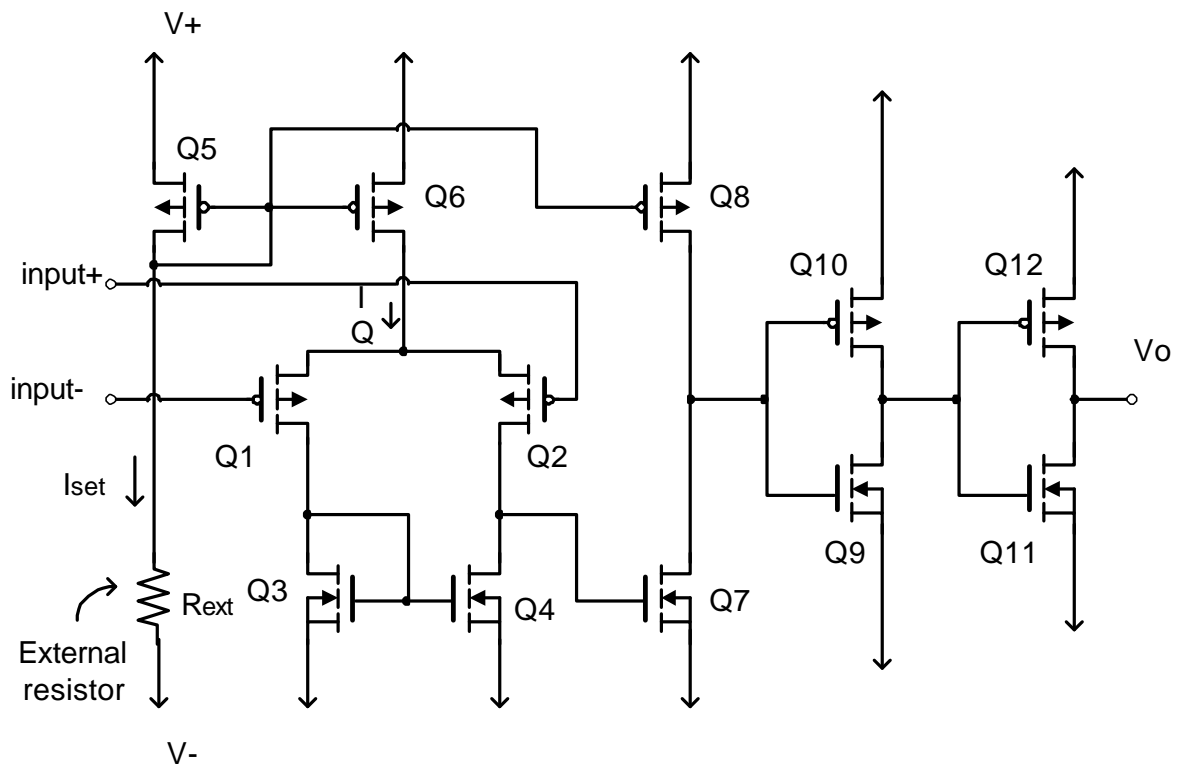 V+
Q5
Q6
Q8
input+
Q10
Q12
Q
Vo
input-
Q1
Q2
Iset
Q9
Q11
Q3
Rext
Q4
Q7
External
resistor
V-